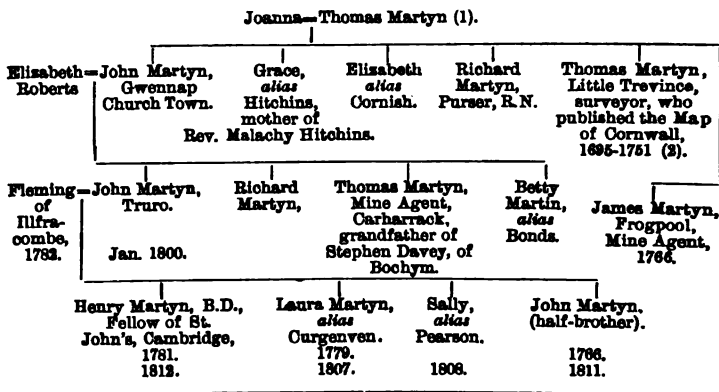 Joanna=Thomas Martyn (1).
Elisabeth=John Martyn, Gwennap Church Town.
Roberts
Grace, alias Hitchins, mother of Rev. Malachy Hitchins.
Elisabeth alias Cornish.
Richard Martyn, Purser, R.N.
Thomas Martyn, Little Trevince, surveyor, who published the Map of Cornwall, 1695-1751 (2).
Fleming=John Martyn, Truro. Jan. 1800.
of Illfra-combe, 1782.
Richard Martyn,
Thomas Martyn, Mine Agent, Carharrack, grandfather of Stephen Davey, of Bochym.
Betty Martin, alias Bonds.
James Martyn, Frogpool, Mine Agent, 1766.
Henry Martyn, B.D., Fellow of St. John's, Cambridge, 1781. 1812.
Laura Martyn, alias Curgenven. 1779. 1807.
Sally, alias Pearson. 1808.
John Martyn. (half-brother). 1766. 1811.